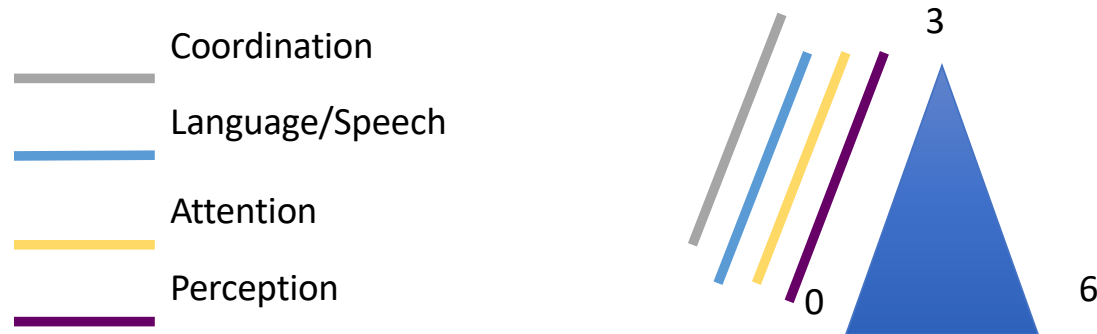 Coordination
Language/Speech
Attention
Perception
3
0
6